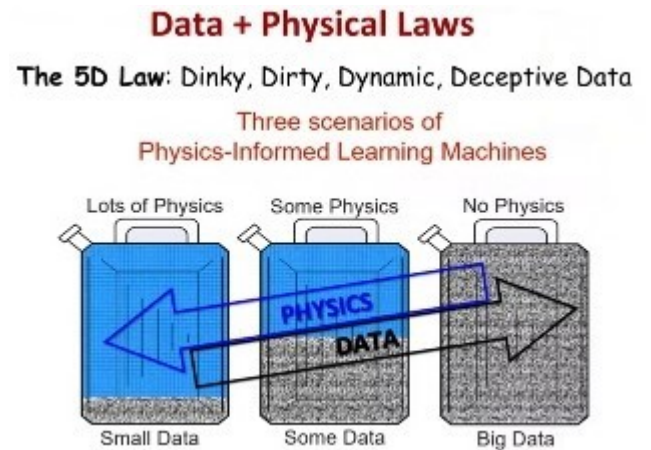 Data + Physical Laws
The 5D Law: Dinky, Dirty, Dynamic, Deceptive Data
Three scenarios of
Physics-Informed Learning Machines
Lots of Physics
Some Physics
No Physics
PHYSICS
DATA
Small Data
Some Data
Big Data